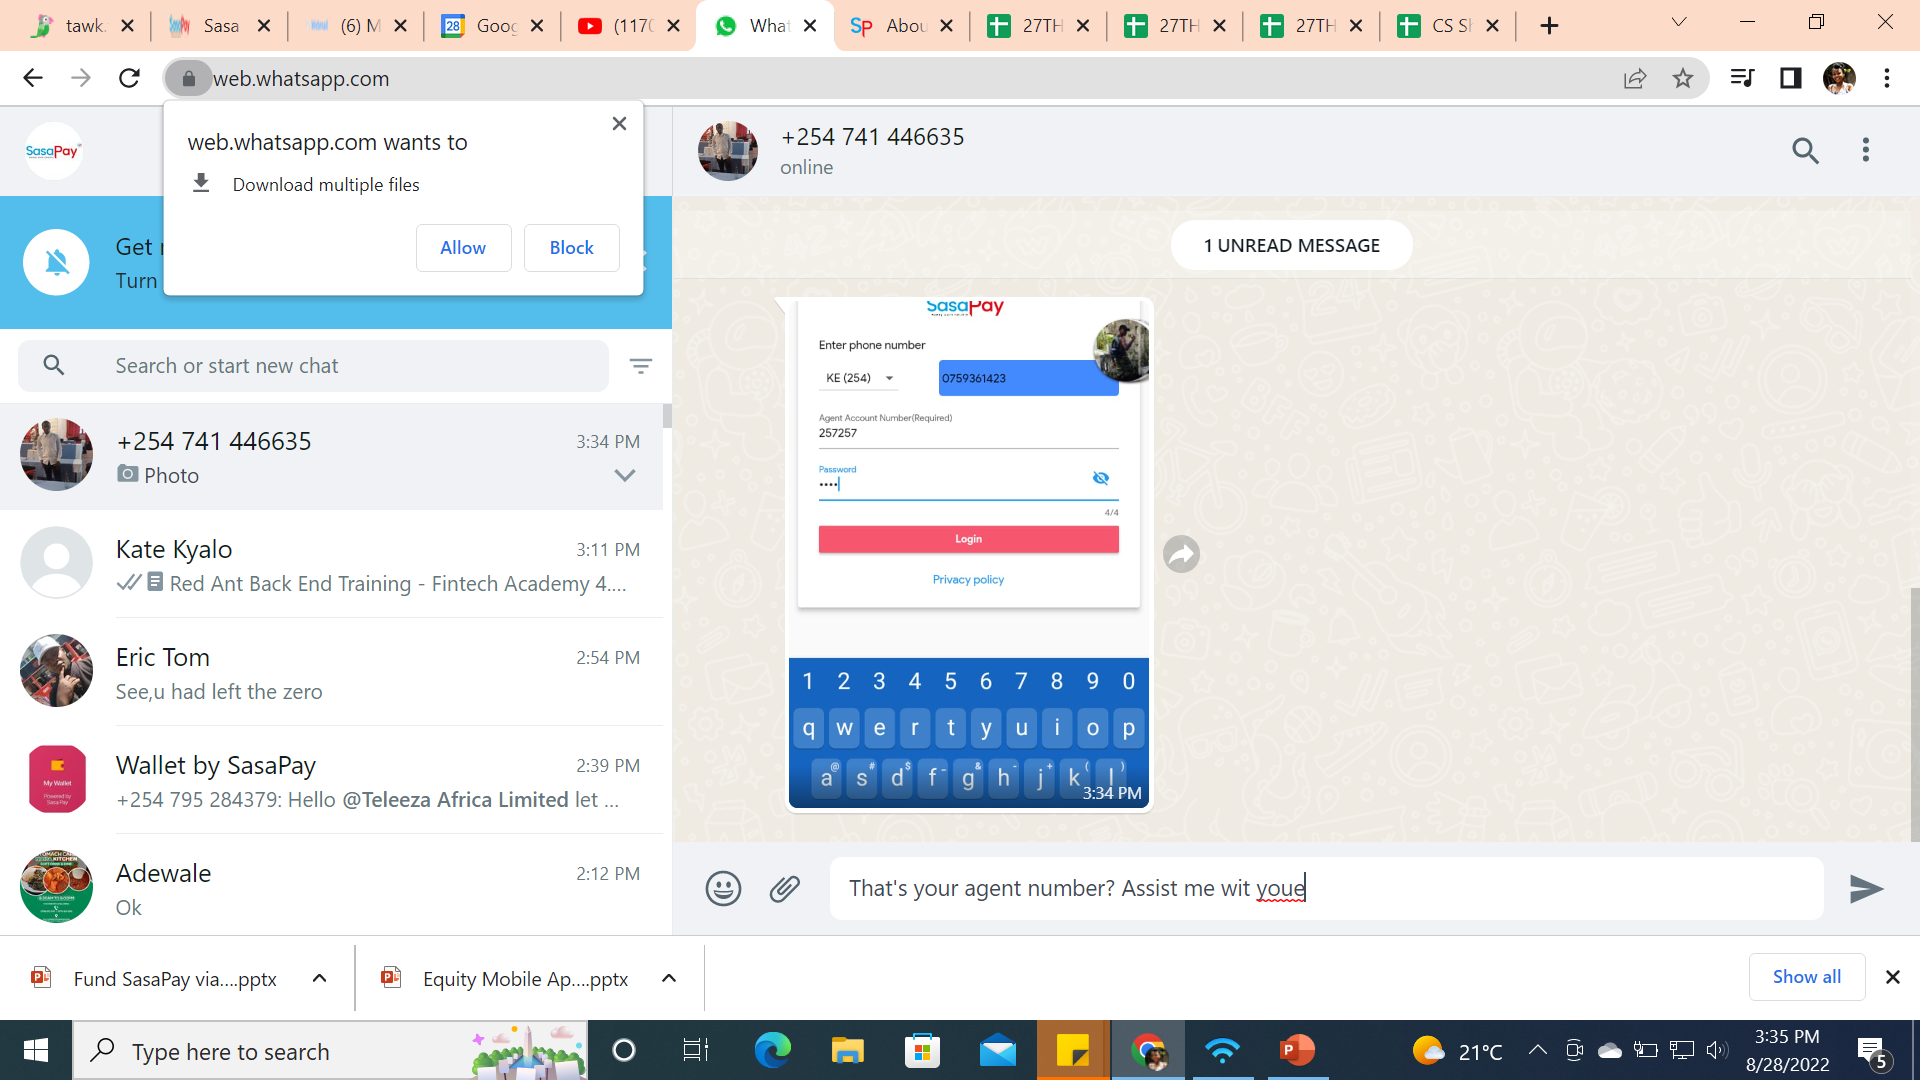 tawk.
Sasa
(6) M
28
Goog
(1170
What
Sp
Abou
27TH
27TH
27TH
CS Sh
web.whatsapp.com
web.whatsapp.com wants to
Download multiple files
Allow
Block
SasaPay
Get
Turn
Search or start new chat
+254 741 446635
3:34 PM
Photo
Kate Kyalo
3:11 PM
Red Ant Back End Training - Fintech Academy 4....
Eric Tom
2:54 PM
See,u had left the zero
My Wallet
Wallet by SasaPay
2:39 PM
+254 795 284379: Hello @Teleeza Africa Limited let ...
Adewale
2:12 PM
Ok
+254 741 446635
online
1 UNREAD MESSAGE
SasaPay
Enter phone number
KE (254)
0759361423
Agent Account Number(Required)
257257
Password
••••
4/4
Login
Privacy policy
1 2 3 4 5 6 7 8 9 0
q w e r t y u i o p
a s d f g h j k l
3:34 PM
That's your agent number? Assist me wit youe
Fund SasaPay via....pptx
Equity Mobile Ap....pptx
Show all
Type here to search
21°C
3:35 PM
8/28/2022
5